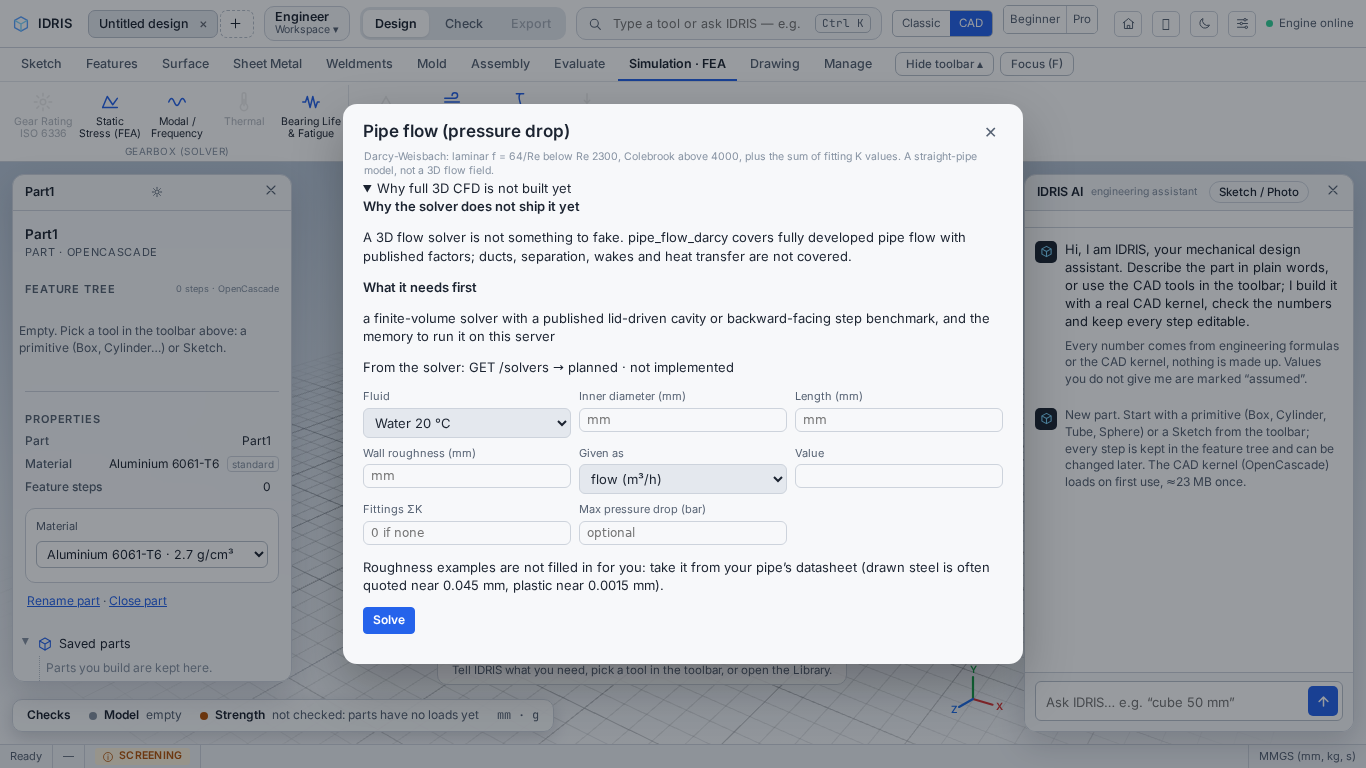 IDRIS
Untitled design ×
+
Engineer
Workspace ▾
Design
Check
Export
Type a tool or ask IDRIS — e.g.
Ctrl K
Classic
CAD
Beginner
Pro
Engine online
Sketch
Features
Surface
Sheet Metal
Weldments
Mold
Assembly
Evaluate
Simulation · FEA
Drawing
Manage
Hide toolbar ▴
Focus (F)
Gear Rating
ISO 6336
Static
Stress (FEA)
Modal /
Frequency
Thermal
Bearing Life
& Fatigue
GEARBOX (SOLVER)
Part1
Part1
PART · OPENCASCADE
FEATURE TREE
0 steps · OpenCascade
Empty. Pick a tool in the toolbar above: a
primitive (Box, Cylinder…) or Sketch.
PROPERTIES
Part
Part1
Material
Aluminium 6061-T6
standard
Feature steps
0
Material
Aluminium 6061-T6 · 2.7 g/cm³
Rename part · Close part
Saved parts
Parts you build are kept here.
Pipe flow (pressure drop)
Darcy-Weisbach: laminar f = 64/Re below Re 2300, Colebrook above 4000, plus the sum of fitting K values. A straight-pipe
model, not a 3D flow field.
▼ Why full 3D CFD is not built yet
Why the solver does not ship it yet
A 3D flow solver is not something to fake. pipe_flow_darcy covers fully developed pipe flow with
published factors; ducts, separation, wakes and heat transfer are not covered.
What it needs first
a finite-volume solver with a published lid-driven cavity or backward-facing step benchmark, and the
memory to run it on this server
From the solver: GET /solvers → planned · not implemented
Fluid
Inner diameter (mm)
Length (mm)
Water 20 °C
mm
mm
Wall roughness (mm)
Given as
Value
mm
flow (m³/h)
Fittings ΣK
Max pressure drop (bar)
0 if none
optional
Roughness examples are not filled in for you: take it from your pipe’s datasheet (drawn steel is often
quoted near 0.045 mm, plastic near 0.0015 mm).
Solve
Tell IDRIS what you need, pick a tool in the toolbar, or open the Library.
Y
Z
X
IDRIS AI
engineering assistant
Sketch / Photo
Hi, I am IDRIS, your mechanical design
assistant. Describe the part in plain words,
or use the CAD tools in the toolbar; I build it
with a real CAD kernel, check the numbers
and keep every step editable.
Every number comes from engineering formulas
or the CAD kernel, nothing is made up. Values
you do not give me are marked “assumed”.
New part. Start with a primitive (Box, Cylinder,
Tube, Sphere) or a Sketch from the toolbar;
every step is kept in the feature tree and can be
changed later. The CAD kernel (OpenCascade)
loads on first use, ≈23 MB once.
Ask IDRIS… e.g. “cube 50 mm”
Checks
Model empty
Strength not checked: parts have no loads yet
mm · g
Ready
—
SCREENING
MMGS (mm, kg, s)